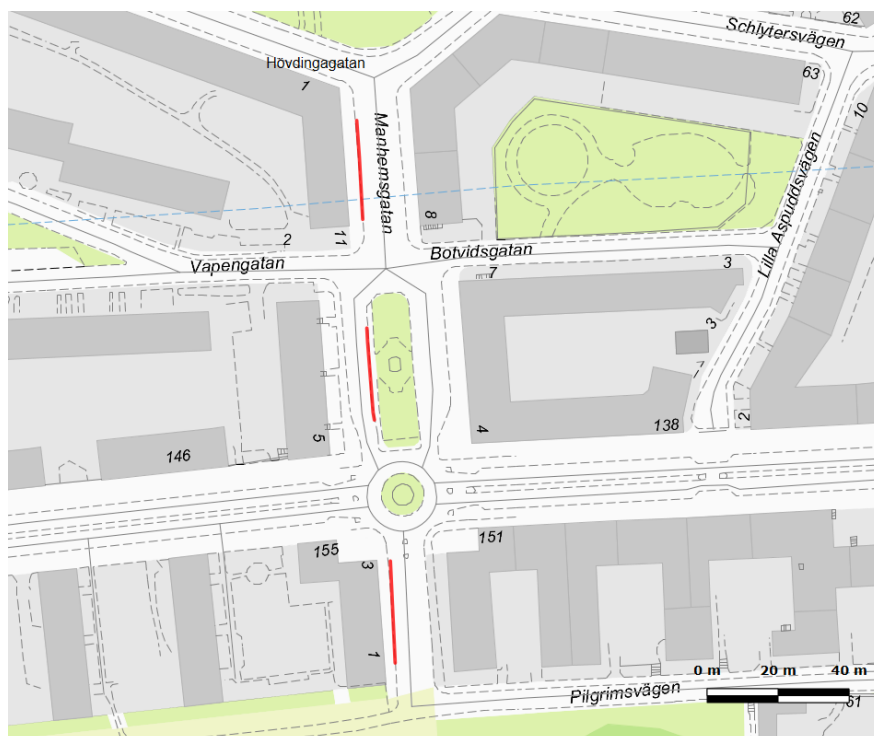 62
Schlytersvägen
Hövdingagatan
63
1
10
Manhemsgatan
Lilla Aspuddsvägen
8
11
2
Botvidsgatan
Vapengatan
3
7
3
5
4
138
2
146
151
155
3
1
0 m 20 m 40 m
Pilgrimsvägen